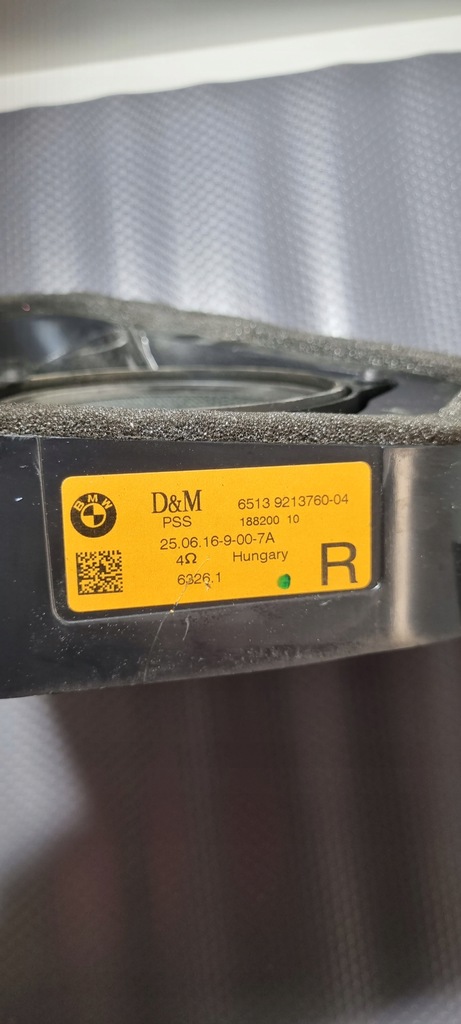 BMW
D&M 6513 9213760-04
PSS 188200 10
25.06.16-9-00-7A
4Ω Hungary
6326.1
R